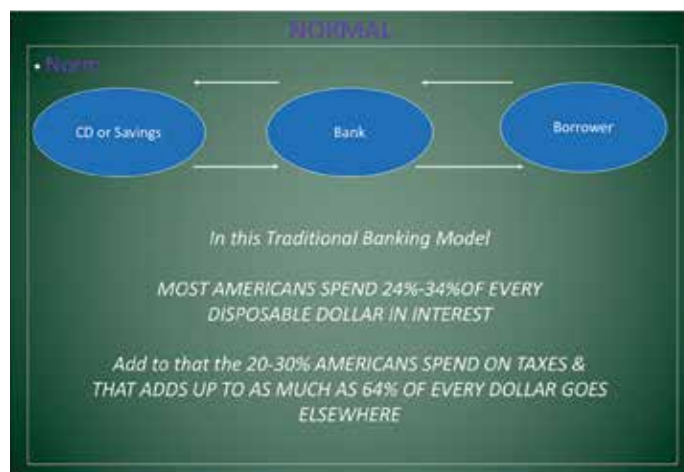 NORMAL
• Norm
CD or Savings
Bank
Borrower
In this Traditional Banking Model
MOST AMERICANS SPEND 24%-34%OF EVERY
DISPOSABLE DOLLAR IN INTEREST
Add to that the 20-30% AMERICANS SPEND ON TAXES &
THAT ADDS UP TO AS MUCH AS 64% OF EVERY DOLLAR GOES
ELSEWHERE